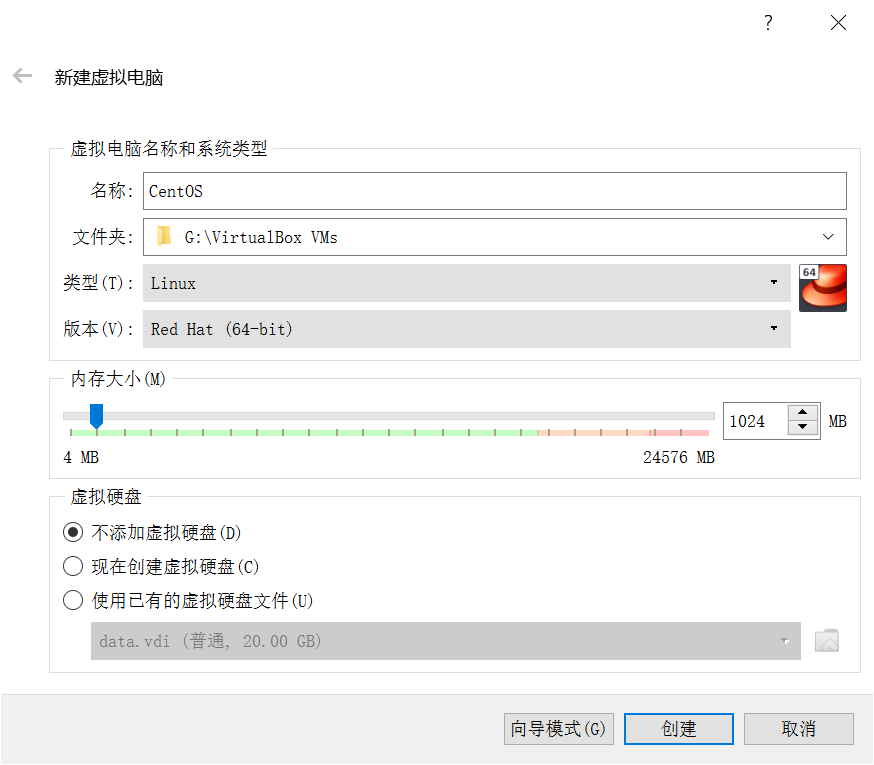 ?
新建虚拟电脑
虚拟电脑名称和系统类型
名称: CentOS
文件夹: G:\VirtualBox VMs
类型(T): Linux
64
版本(V): Red Hat (64-bit)
内存大小(M)
1024 MB
4 MB 24576 MB
虚拟硬盘
不添加虚拟硬盘(D)
现在创建虚拟硬盘(C)
使用已有的虚拟硬盘文件(U)
data.vdi (普通, 20.00 GB)
向导模式(G) 创建 取消